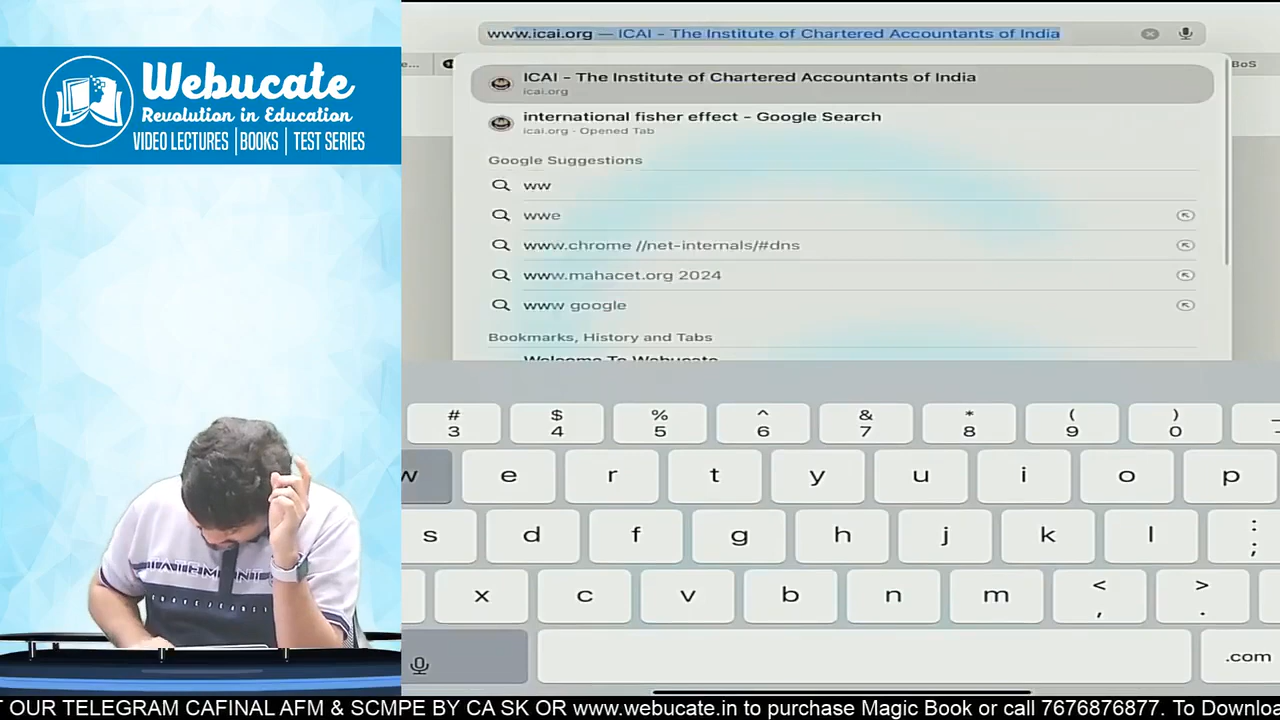 Webucate
Revolution in Education
VIDEO LECTURES | BOOKS | TEST SERIES
www.icai.org — ICAI - The Institute of Chartered Accountants of India
e...
BoS
ICAI - The Institute of Chartered Accountants of India
icai.org
international fisher effect - Google Search
icai.org - Opened Tab
Google Suggestions
ww
wwe
www.chrome //net-internals/#dns
www.mahacet.org 2024
www google
Bookmarks, History and Tabs
Welcome To Webucate
# $ % ^ & * ( )
3 4 5 6 7 8 9 0
w e r t y u i o p
s d f g h j k l : ;
x c v b n m < , > .
.com
STATEMENT
T OUR TELEGRAM CAFINAL AFM & SCMPE BY CA SK OR www.webucate.in to purchase Magic Book or call 7676876877. To Downloa